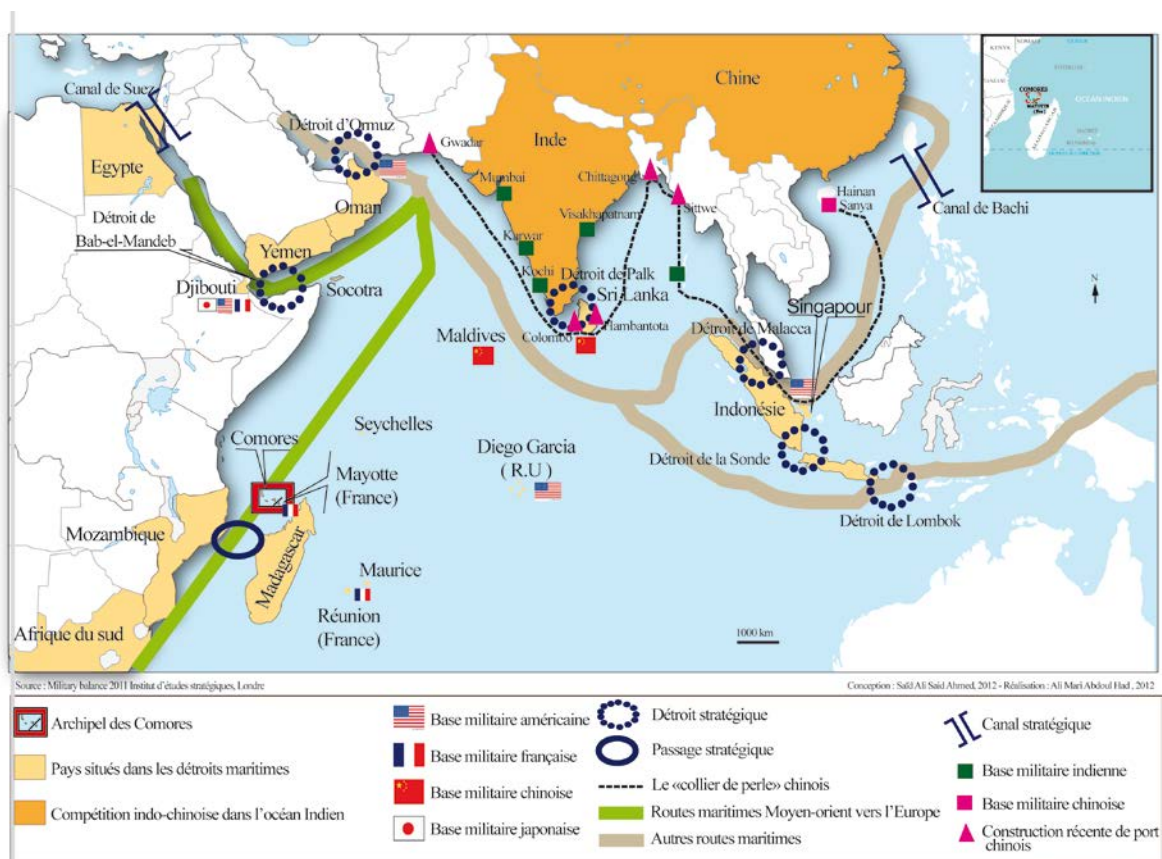 Canal de Suez
Détroit d'Ormuz
Egypte
Détroit de
Bab-el-Mandeb
Yemen
Oman
Djibouti
Socotra
Gwadar
Inde
Chine
Mumbai
Karwar
Kochi
Visakhapatnam
Chittagong
Sittwe
Hainan
Sanya
Canal de Bachi
Détroit de Palk
Sri Lanka
Colombo
Hambantota
Maldives
Singapour
Détroit de Malacca
Indonésie
Détroit de la Sonde
Détroit de Lombok
Seychelles
Diego Garcia
( R.U )
Comores
Mayotte
(France)
Mozambique
Madagascar
Maurice
Réunion
(France)
Afrique du sud
N
1000 km
KENYA
COMORES
MAYOTTE
OCÉAN INDIEN
Source : Military balance 2011 Institut d'études stratégiques, Londre
Conception : Saïd Ali Said Ahmed, 2012 - Réalisation : Ali Mari Abdoul Had , 2012
Archipel des Comores
Pays situés dans les détroits maritimes
Compétition indo-chinoise dans l'océan Indien
Base militaire américaine
Base militaire française
Base militaire chinoise
Base militaire japonaise
Détroit stratégique
Passage stratégique
Le «collier de perle» chinois
Routes maritimes Moyen-orient vers l'Europe
Autres routes maritimes
Canal stratégique
Base militaire indienne
Base militaire chinoise
Construction récente de port
chinois